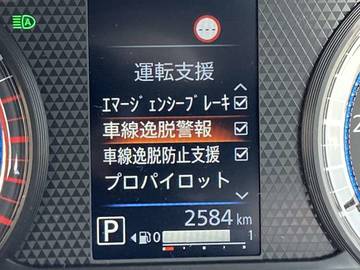 A
運転支援
エマージェンシーブレーキ
車線逸脱警報
車線逸脱防止支援
プロパイロット
2584 km
P 0 1